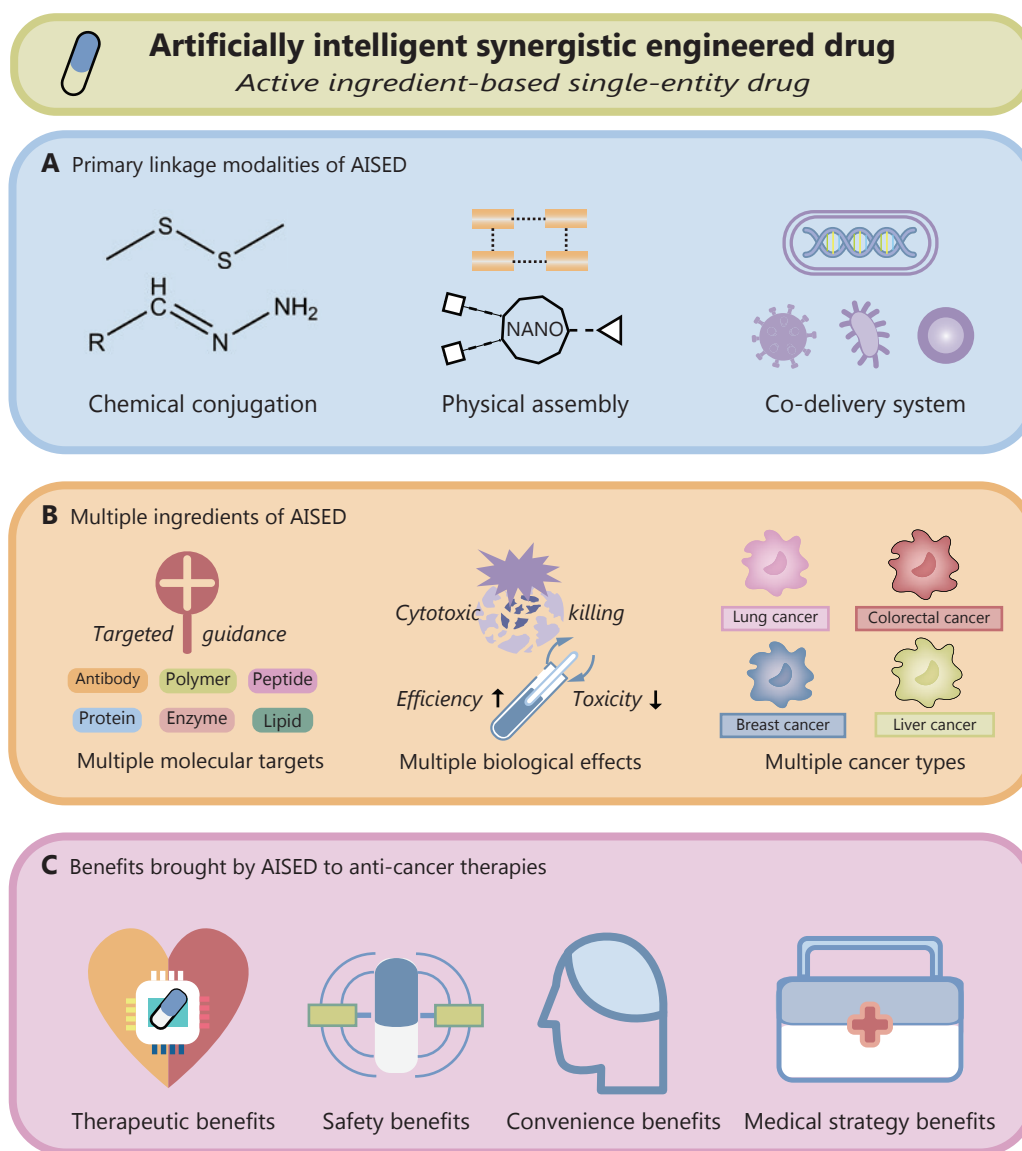 Artificially intelligent synergistic engineered drug
Active ingredient-based single-entity drug
A Primary linkage modalities of AISED
S
S
H
C
NH₂
R
N
NANO
Chemical conjugation
Physical assembly
Co-delivery system
B Multiple ingredients of AISED
Targeted guidance
Antibody
Polymer
Peptide
Protein
Enzyme
Lipid
Multiple molecular targets
Cytotoxic killing
Efficiency ↑
Toxicity ↓
Multiple biological effects
Lung cancer
Colorectal cancer
Breast cancer
Liver cancer
Multiple cancer types
C Benefits brought by AISED to anti-cancer therapies
Therapeutic benefits
Safety benefits
Convenience benefits
Medical strategy benefits